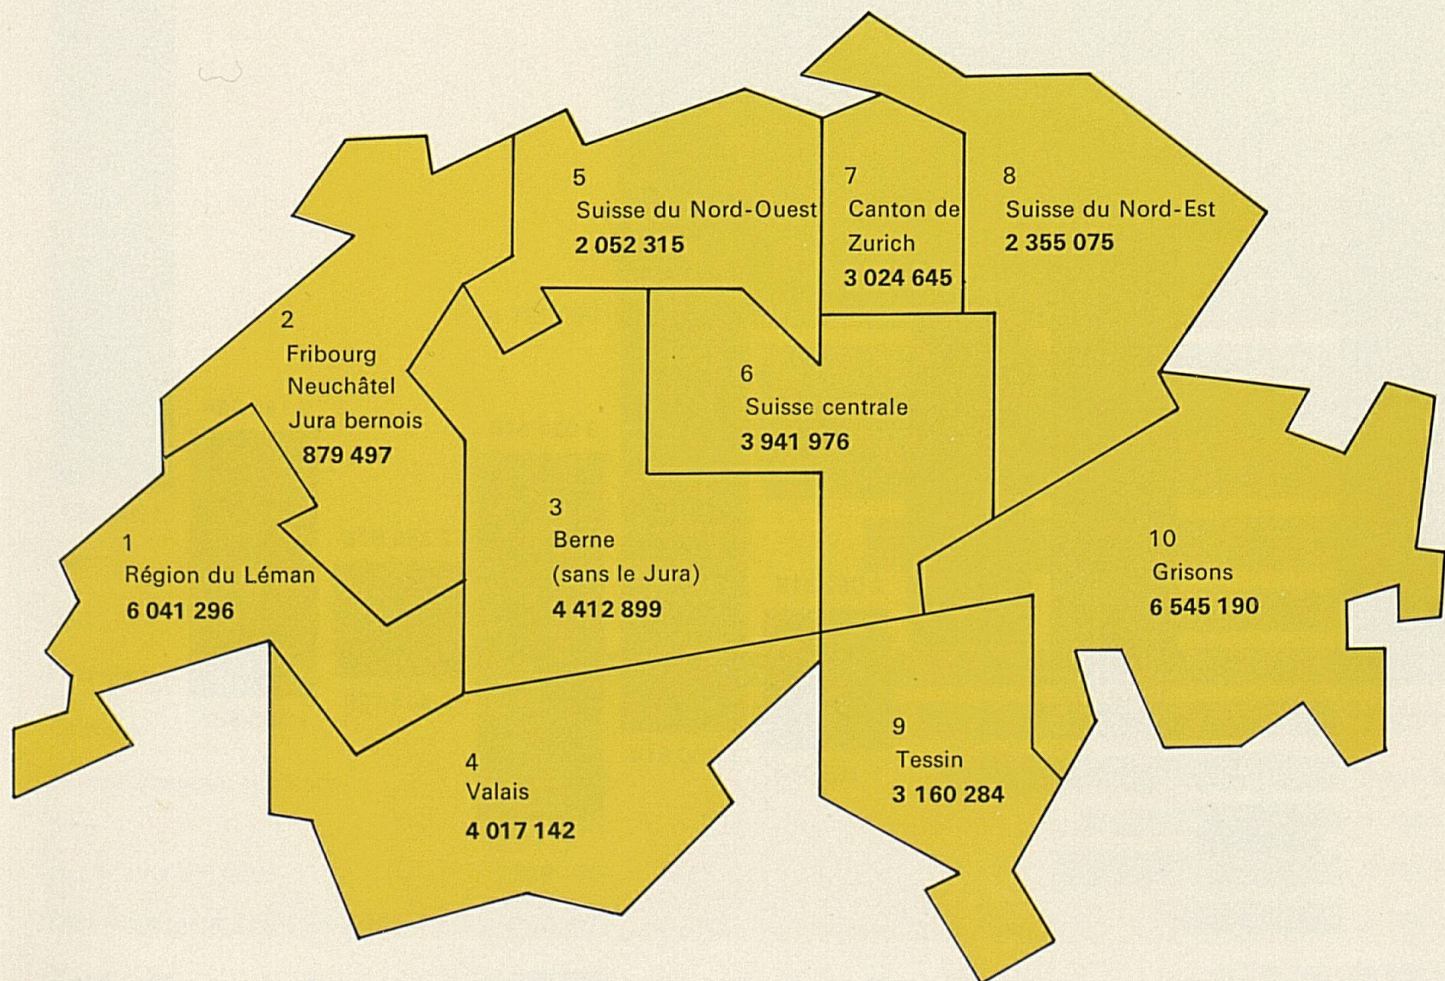 1
Région du Léman
6 041 296
2
Fribourg
Neuchâtel
Jura bernois
879 497
3
Berne
(sans le Jura)
4 412 899
4
Valais
4 017 142
5
Suisse du Nord-Ouest
2 052 315
6
Suisse centrale
3 941 976
7
Canton de
Zurich
3 024 645
8
Suisse du Nord-Est
2 355 075
9
Tessin
3 160 284
10
Grisons
6 545 190